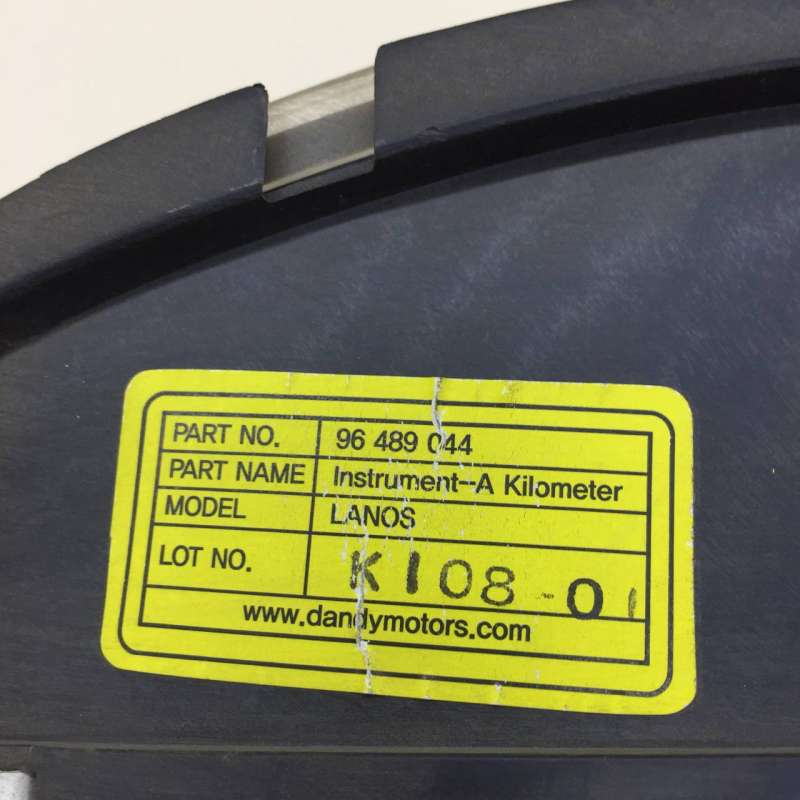 PART NO. 96 489 044
PART NAME Instrument--A Kilometer
MODEL LANOS
LOT NO. K108-01
www.dandymotors.com